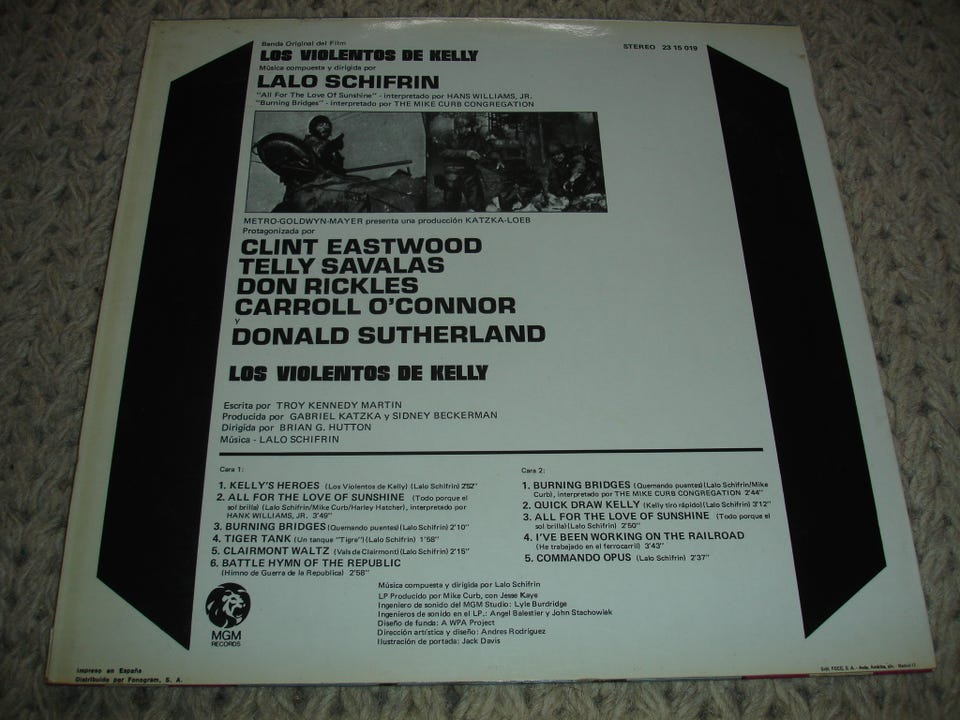 Banda Original del Film
LOS VIOLENTOS DE KELLY
STEREO 23 15 019
Música compuesta y dirigida por
LALO SCHIFRIN
"All For The Love Of Sunshine" - interpretado por HANS WILLIAMS, JR.
"Burning Bridges" - interpretado por THE MIKE CURB CONGREGATION
METRO-GOLDWYN-MAYER presenta una producción KATZKA-LOEB
Protagonizada por
CLINT EASTWOOD
TELLY SAVALAS
DON RICKLES
CARROLL O'CONNOR
Y
DONALD SUTHERLAND
LOS VIOLENTOS DE KELLY
Escrita por TROY KENNEDY MARTIN
Producida por GABRIEL KATZKA y SIDNEY BECKERMAN
Dirigida por BRIAN G. HUTTON
Música - LALO SCHIFRIN
Cara 1:
1. KELLY'S HEROES (Los Violentos de Kelly) (Lalo Schifrin) 2'52"
2. ALL FOR THE LOVE OF SUNSHINE (Todo porque el
sol brilla) (Lalo Schifrin/Mike Curb/Harley Hatcher), interpretado por
HANK WILLIAMS, JR. 3'49"
3. BURNING BRIDGES (Quemando puentes) (Lalo Schifrin) 2'10"
4. TIGER TANK (Un tanque "Tigre") (Lalo Schifrin) 1'58"
5. CLAIRMONT WALTZ (Vals de Clairmont) (Lalo Schifrin) 2'15"
6. BATTLE HYMN OF THE REPUBLIC
(Himno de Guerra de la Republica) 2'58"
Cara 2:
1. BURNING BRIDGES (Quemando puentes) (Lalo Schifrin/Mike
Curb), interpretado por THE MIKE CURB CONGREGATION 2'44"
2. QUICK DRAW KELLY (Kelly tiro rápido) (Lalo Schifrin) 3'12"
3. ALL FOR THE LOVE OF SUNSHINE (Todo porque el
sol brilla) (Lalo Schifrin) 2'50"
4. I'VE BEEN WORKING ON THE RAILROAD
(He trabajado en el ferrocarril) 3'43"
5. COMMANDO OPUS (Lalo Schifrin) 2'37"
Música compuesta y dirigida por Lalo Schifrin
LP Producido por Mike Curb, con Jesse Kaye
Ingeniero de sonido del MGM Studio: Lyle Burdridge
Ingenieros de sonido en el LP.: Angel Balestier y John Stachowiek
Diseño de funda: A WPA Project
Dirección artística y diseño: Andres Rodriguez
Ilustración de portada: Jack Davis
MGM
RECORDS
Impreso en España
Distribuido por Fonogram, S. A.